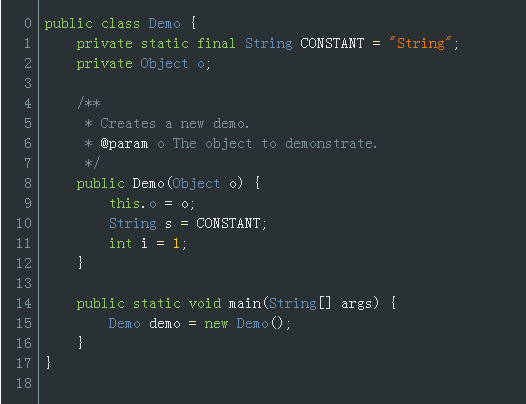 0 public class Demo {
1     private static final String CONSTANT = "String";
2     private Object o;
3
4     /**
5      * Creates a new demo.
6      * @param o The object to demonstrate.
7      */
8     public Demo(Object o) {
9         this.o = o;
10         String s = CONSTANT;
11         int i = 1;
12     }
13
14     public static void main(String[] args) {
15         Demo demo = new Demo();
16     }
17 }
18